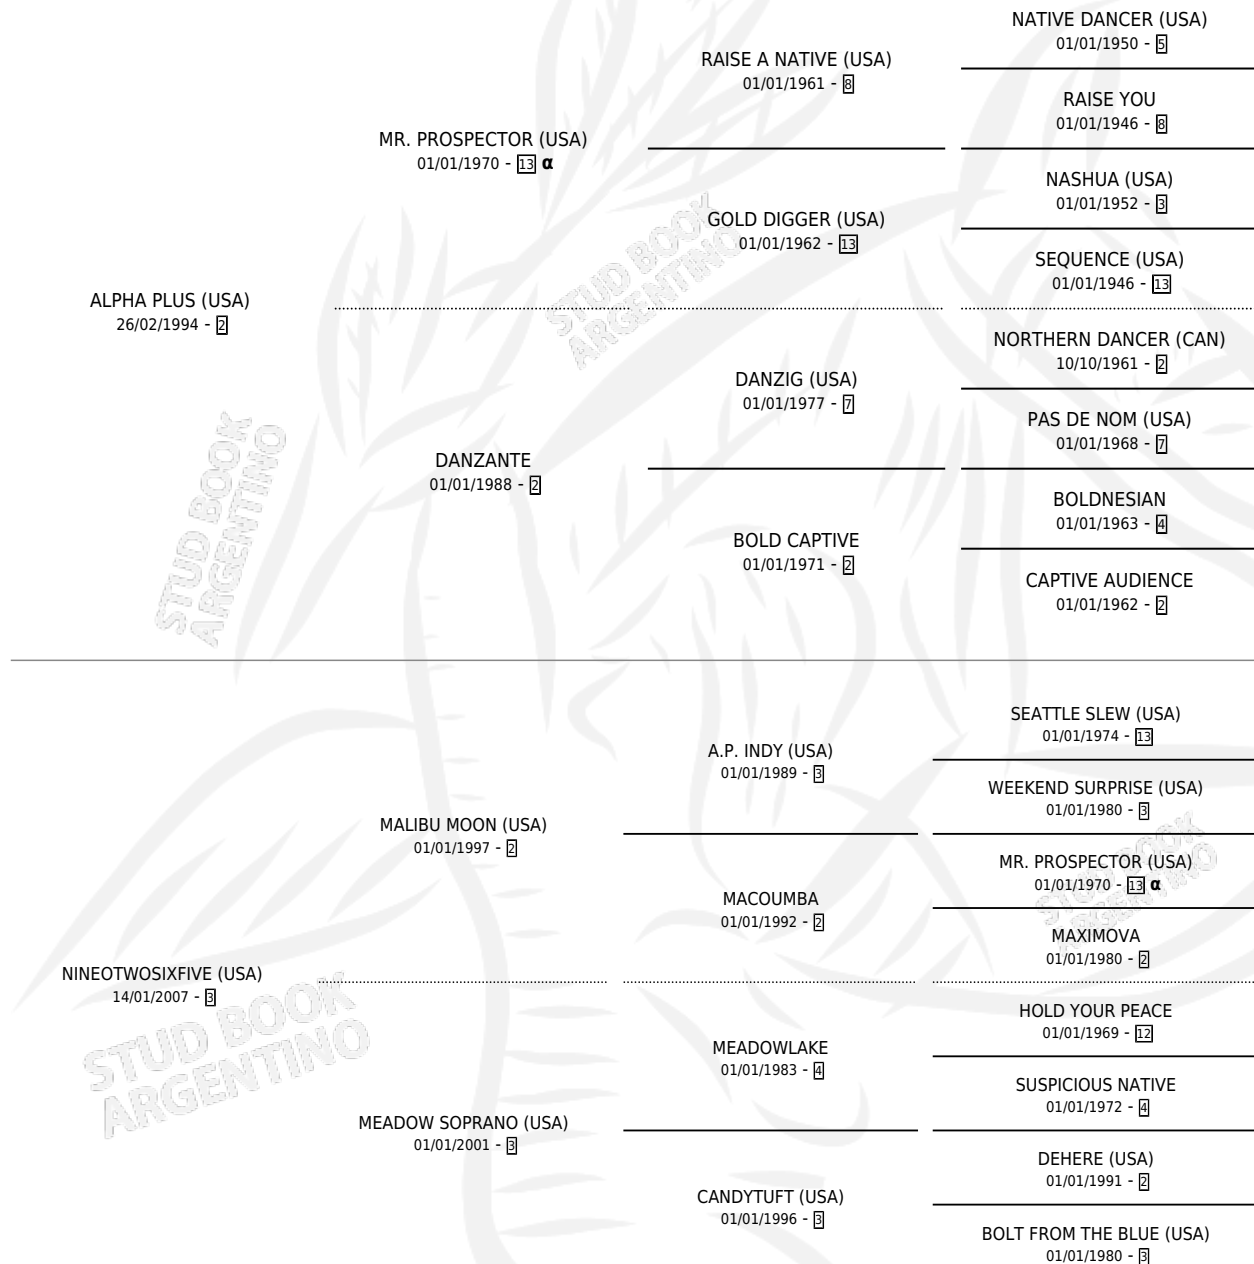 NATIVE DANCER (USA)
01/01/1950 - 5
RAISE A NATIVE (USA)
01/01/1961 - 8
RAISE YOU
01/01/1946 - 8
MR. PROSPECTOR (USA)
01/01/1970 - 13 α
NASHUA (USA)
01/01/1952 - 3
GOLD DIGGER (USA)
01/01/1962 - 13
SEQUENCE (USA)
01/01/1946 - 13
ALPHA PLUS (USA)
26/02/1994 - 2
NORTHERN DANCER (CAN)
10/10/1961 - 2
DANZIG (USA)
01/01/1977 - 7
PAS DE NOM (USA)
01/01/1968 - 7
DANZANTE
01/01/1988 - 2
BOLDNESIAN
01/01/1963 - 4
BOLD CAPTIVE
01/01/1971 - 2
CAPTIVE AUDIENCE
01/01/1962 - 2
SEATTLE SLEW (USA)
01/01/1974 - 13
A.P. INDY (USA)
01/01/1989 - 3
WEEKEND SURPRISE (USA)
01/01/1980 - 3
MALIBU MOON (USA)
01/01/1997 - 2
MR. PROSPECTOR (USA)
01/01/1970 - 13 α
MACOUMBA
01/01/1992 - 2
MAXIMOVA
01/01/1980 - 2
NINEOTWOSIXFIVE (USA)
14/01/2007 - 3
HOLD YOUR PEACE
01/01/1969 - 12
MEADOWLAKE
01/01/1983 - 4
SUSPICIOUS NATIVE
01/01/1972 - 4
MEADOW SOPRANO (USA)
01/01/2001 - 3
DEHERE (USA)
01/01/1991 - 2
CANDYTUFT (USA)
01/01/1996 - 3
BOLT FROM THE BLUE (USA)
01/01/1980 - 3
STUD BOOK
ARGENTINO
STUD BOOK
ARGENTINO
STUD BOOK
ARGENTINO
STUD BOOK
ARGENTINO